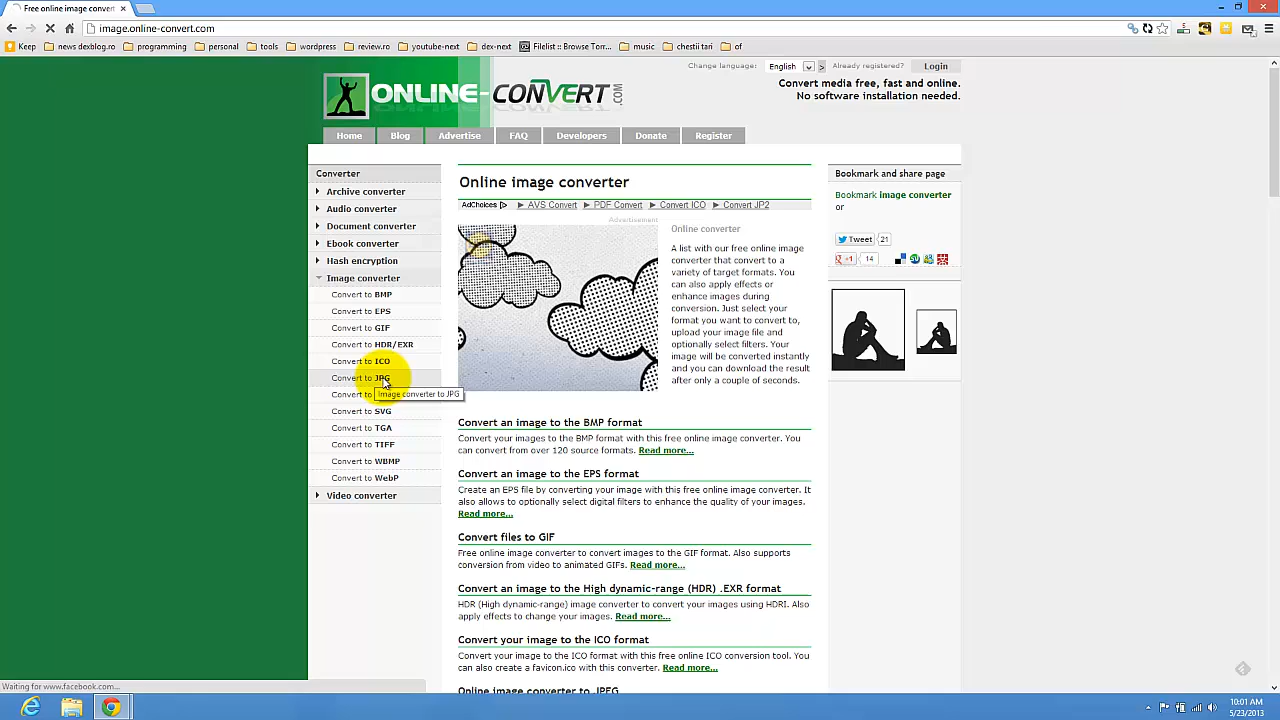 Free online image convert
image.online-convert.com
Keep
news dexblog.ro
programming
personal
tools
wordpress
review.ro
youtube-next
dex-next
Filelist :: Browse Torr...
music
chestii tari
of
Change language:
English
>
Already registered?
Login
ONLINE-CONVERT.COM
Convert media free, fast and online.
No software installation needed.
Home
Blog
Advertise
FAQ
Developers
Donate
Register
Converter
Archive converter
Audio converter
Document converter
Ebook converter
Hash encryption
Image converter
Convert to BMP
Convert to EPS
Convert to GIF
Convert to HDR/EXR
Convert to ICO
Convert to JPG
Convert to
Image converter to JPG
Convert to SVG
Convert to TGA
Convert to TIFF
Convert to WBMP
Convert to WebP
Video converter
Online image converter
AdChoices
AVS Convert
PDF Convert
Convert ICO
Convert JP2
Advertisement
Online converter
A list with our free online image
converter that convert to a
variety of target formats. You
can also apply effects or
enhance images during
conversion. Just select your
format you want to convert to,
upload your image file and
optionally select filters. Your
image will be converted instantly
and you can download the result
after only a couple of seconds.
Convert an image to the BMP format
Convert your images to the BMP format with this free online image converter. You
can convert from over 120 source formats. Read more...
Convert an image to the EPS format
Create an EPS file by converting your image with this free online image converter. It
also allows to optionally select digital filters to enhance the quality of your images.
Read more...
Convert files to GIF
Free online image converter to convert images to the GIF format. Also supports
conversion from video to animated GIFs. Read more...
Convert an image to the High dynamic-range (HDR) .EXR format
HDR (High dynamic-range) image converter to convert your images using HDRI. Also
apply effects to change your images. Read more...
Convert your image to the ICO format
Convert your image to the ICO format with this free online ICO conversion tool. You
can also create a favicon.ico with this converter. Read more...
Online image converter to JPEG
Bookmark and share page
Bookmark image converter
or
Tweet
21
+1
14
Waiting for www.facebook.com...
10:01 AM
5/23/2013